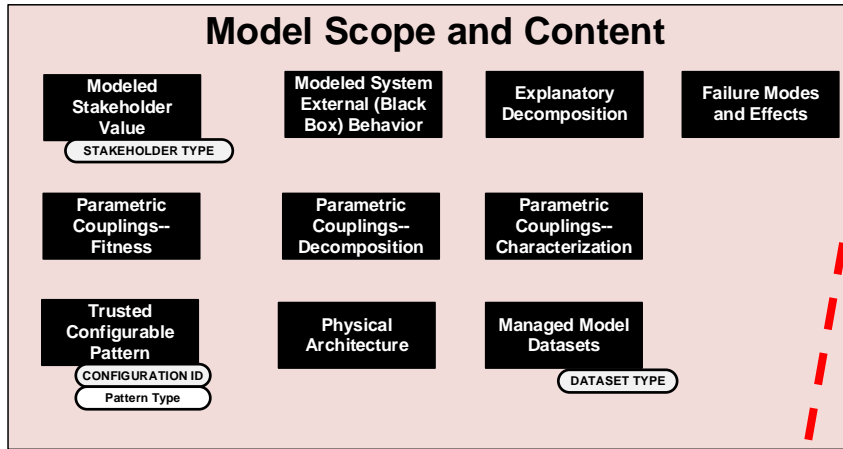 Model Scope and Content
Modeled
Stakeholder
Value
STAKEHOLDER TYPE
Modeled System
External (Black
Box) Behavior
Explanatory
Decomposition
Failure Modes
and Effects
Parametric
Couplings--
Fitness
Parametric
Couplings--
Decomposition
Parametric
Couplings--
Characterization
Trusted
Configurable
Pattern
CONFIGURATION ID
Pattern Type
Physical
Architecture
Managed Model
Datasets
DATASET TYPE